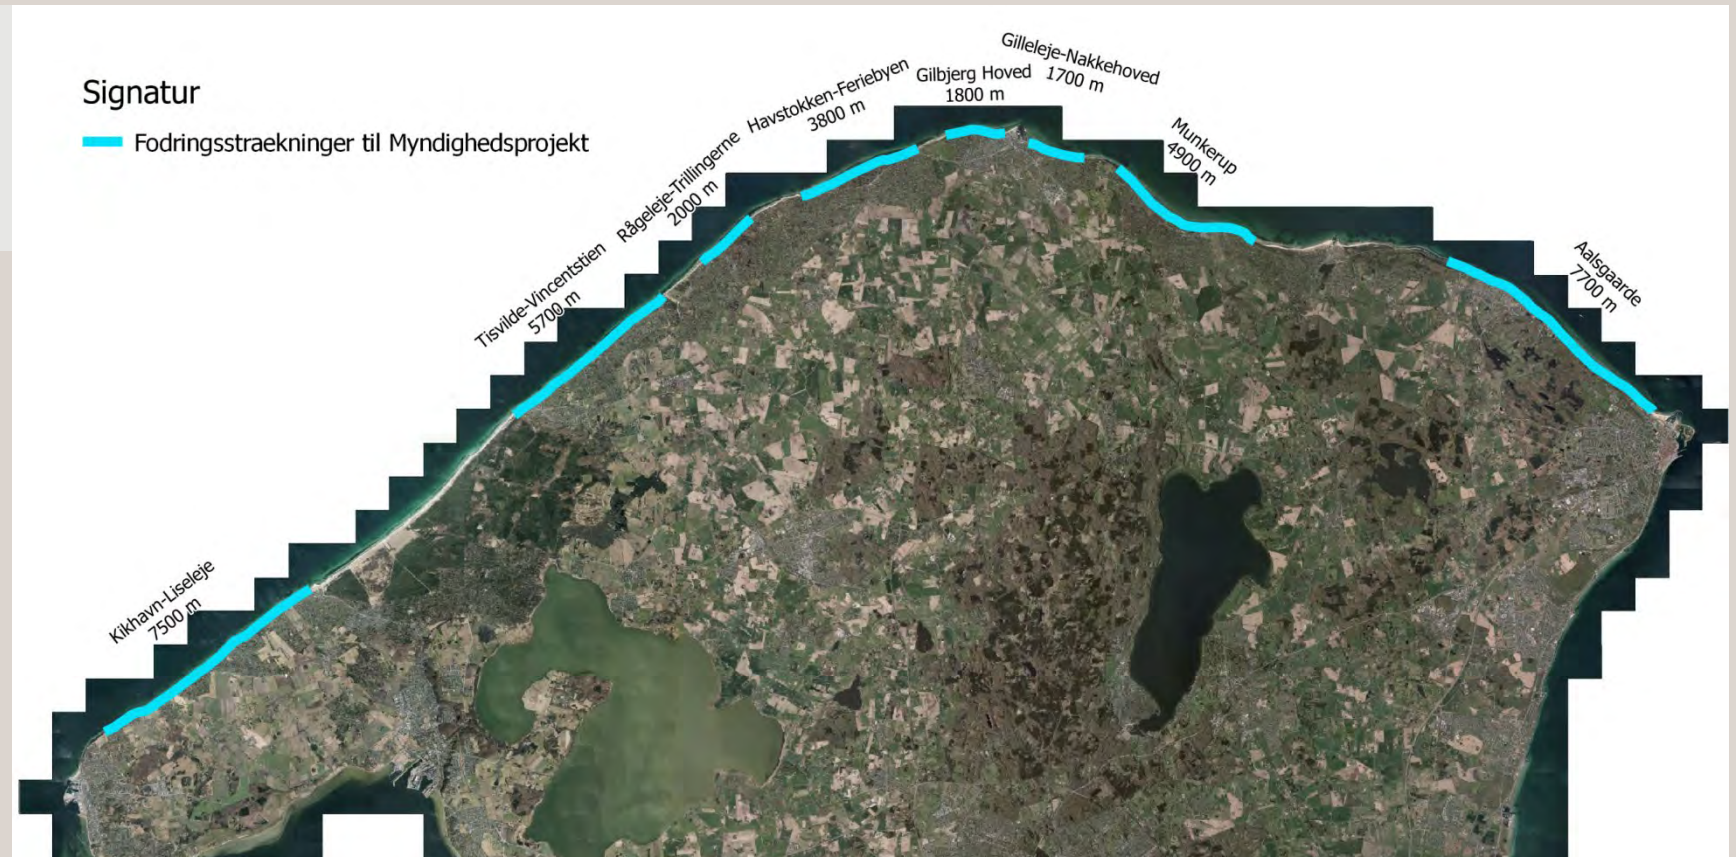 Signatur
Fodringsstraekninger til Myndighedsprojekt
Kikhavn-Liseleje
7500 m
Tisvilde-Vincentstien
5700 m
Rågeleje-Trillingerne
2000 m
Havstokken-Feriebyen
3800 m
Gilbjerg Hoved
1800 m
Gilleleje-Nakkehoved
1700 m
Munkerup
4900 m
Aalsgaarde
7700 m